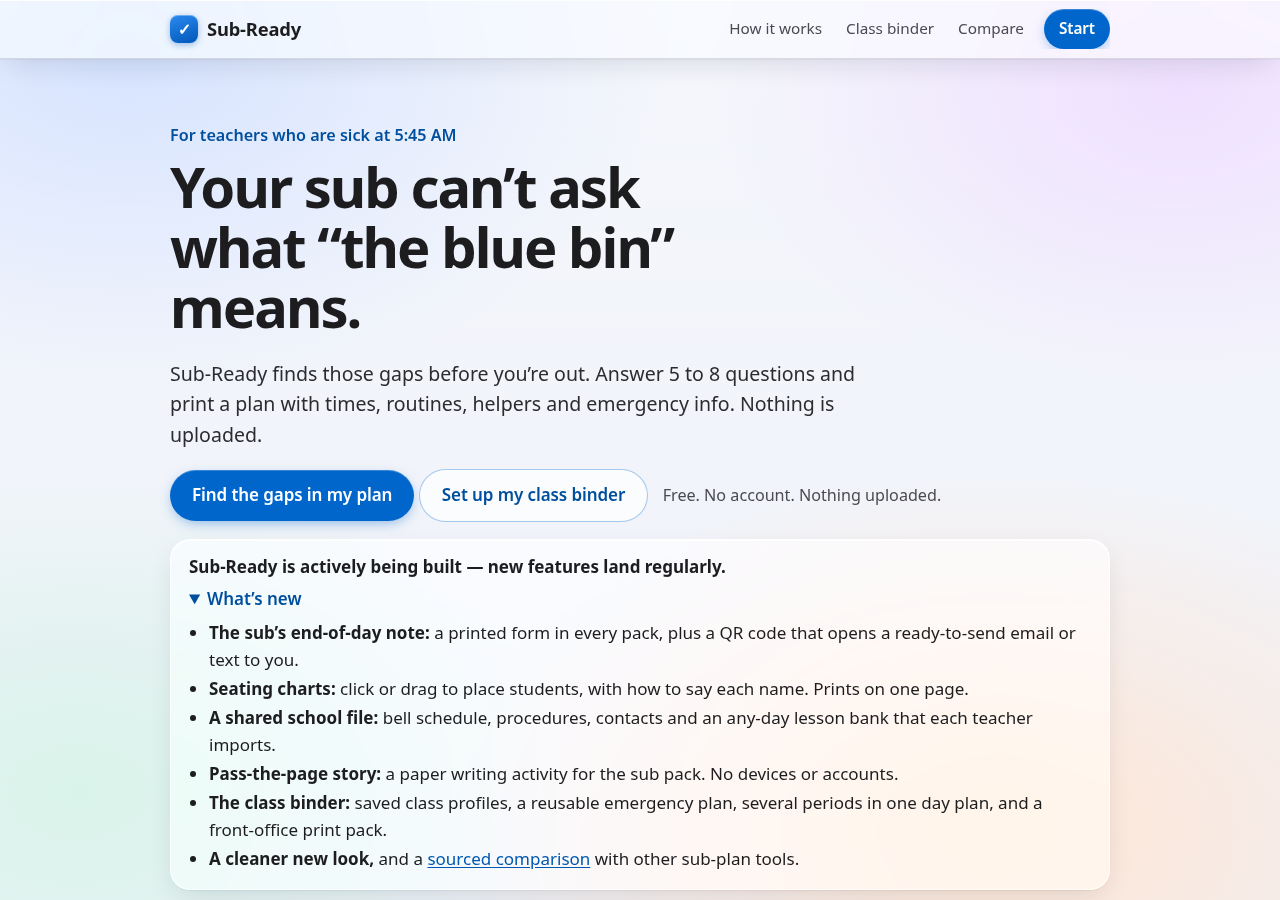 ✓ Sub-Ready How it works Class binder Compare Start
For teachers who are sick at 5:45 AM
Your sub can’t ask
what “the blue bin”
means.
Sub-Ready finds those gaps before you’re out. Answer 5 to 8 questions and
print a plan with times, routines, helpers and emergency info. Nothing is
uploaded.
Find the gaps in my plan Set up my class binder Free. No account. Nothing uploaded.
Sub-Ready is actively being built — new features land regularly.
▼ What’s new
• The sub’s end-of-day note: a printed form in every pack, plus a QR code that opens a ready-to-send email or
text to you.
• Seating charts: click or drag to place students, with how to say each name. Prints on one page.
• A shared school file: bell schedule, procedures, contacts and an any-day lesson bank that each teacher
imports.
• Pass-the-page story: a paper writing activity for the sub pack. No devices or accounts.
• The class binder: saved class profiles, a reusable emergency plan, several periods in one day plan, and a
front-office print pack.
• A cleaner new look, and a sourced comparison with other sub-plan tools.